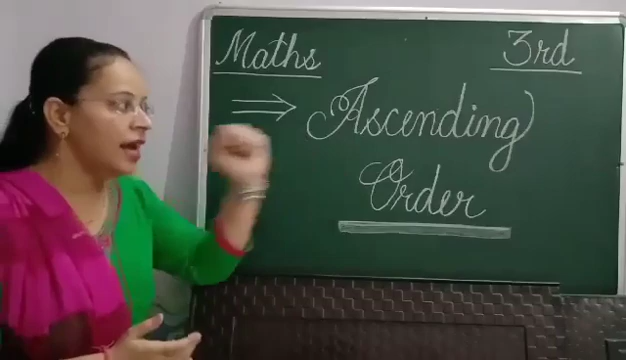 Maths 3rd
⇒ Ascending
Order